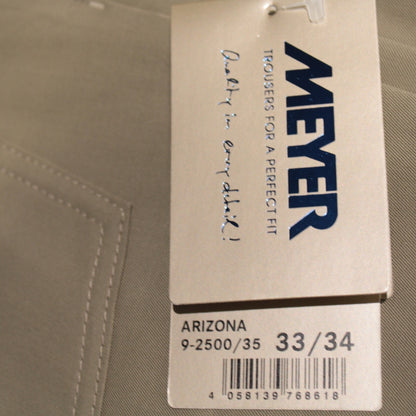 MEYER
TROUSERS FOR A PERFECT FIT
Quality in every detail!
ARIZONA
9-2500/35 33/34
4 058139 768618